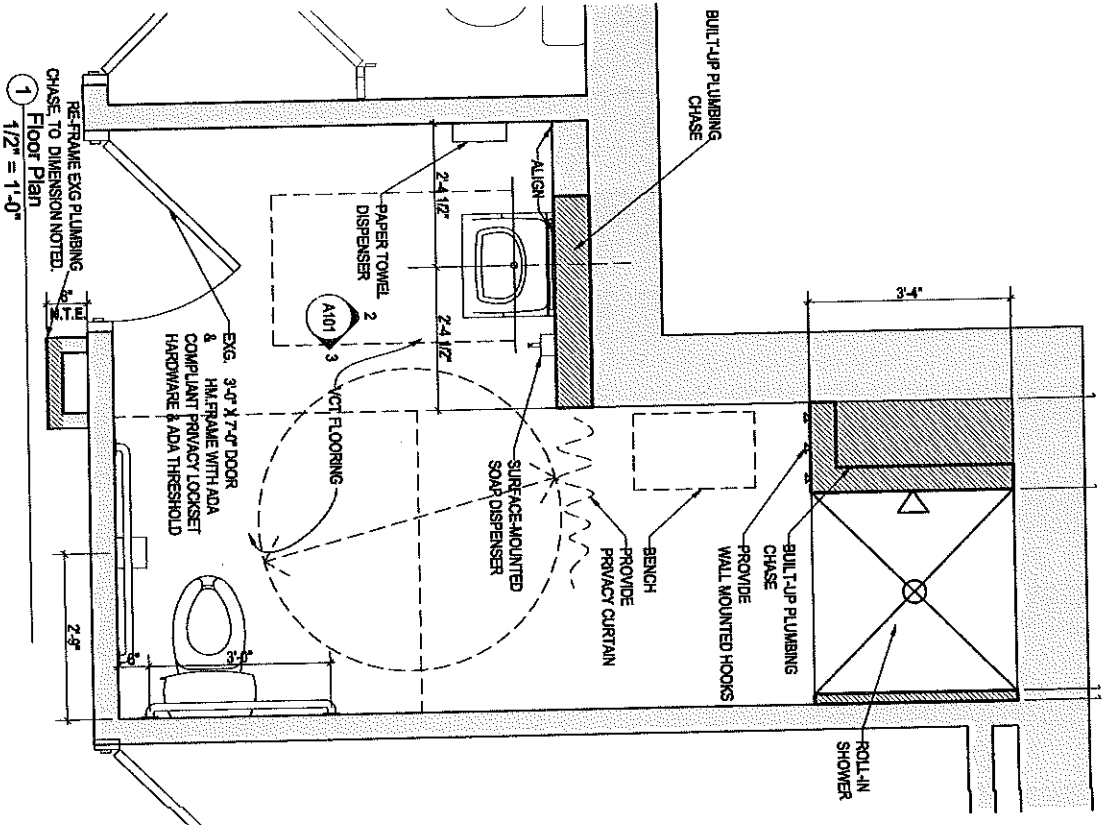 BUILT-UP PLUMBING
CHASE
ALIGN
2'-4 1/2"
2'-4 1/2"
PAPER TOWEL
DISPENSER
2
A101
3
EXG. 3'-0" X 7'-0" DOOR
& HM.FRAME WITH ADA
COMPLIANT PRIVACY LOCKSET
HARDWARE & ADA THRESHOLD
VCT FLOORING
SURFACE-MOUNTED
SOAP DISPENSER
PROVIDE
PRIVACY CURTAIN
BENCH
PROVIDE
WALL MOUNTED HOOKS
BUILT-UP PLUMBING
CHASE
3'-4"
ROLL-IN
SHOWER
3'-0"
6"
2'-9"
N.T.E.
RE-FRAME EXG PLUMBING
CHASE, TO DIMENSION NOTED.
1
Floor Plan
1/2" = 1'-0"